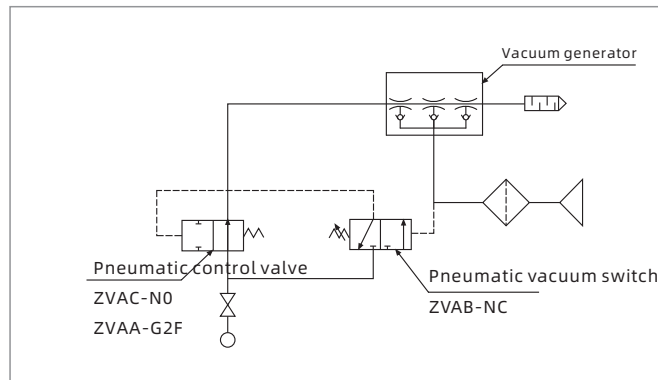 Vacuum generator
Pneumatic control valve
ZVAC-N0
ZVAA-G2F
Pneumatic vacuum switch
ZVAB-NC